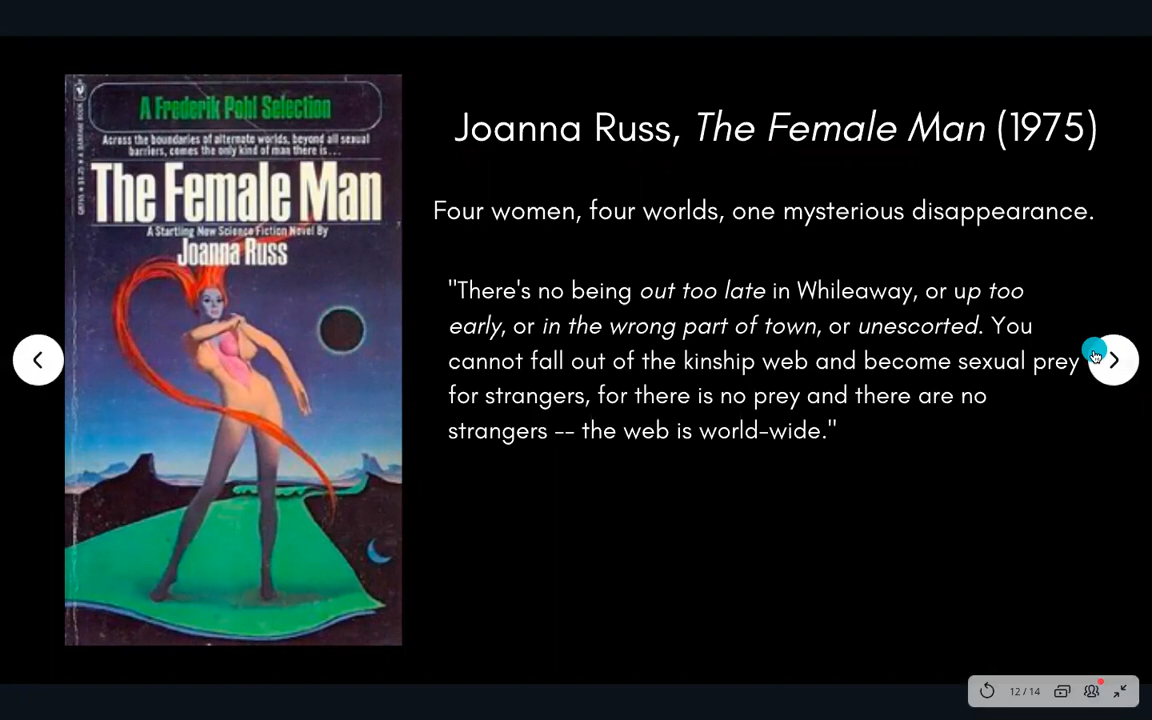 A Frederik Pohl Selection
Across the boundaries of alternate worlds, beyond all sexual
barriers, comes the only kind of man there is...
The Female Man
A Startling New Science Fiction Novel By
Joanna Russ
Joanna Russ, The Female Man (1975)
Four women, four worlds, one mysterious disappearance.
"There's no being out too late in Whileaway, or up too
early, or in the wrong part of town, or unescorted. You
cannot fall out of the kinship web and become sexual prey
for strangers, for there is no prey and there are no
strangers -- the web is world-wide."
12 / 14